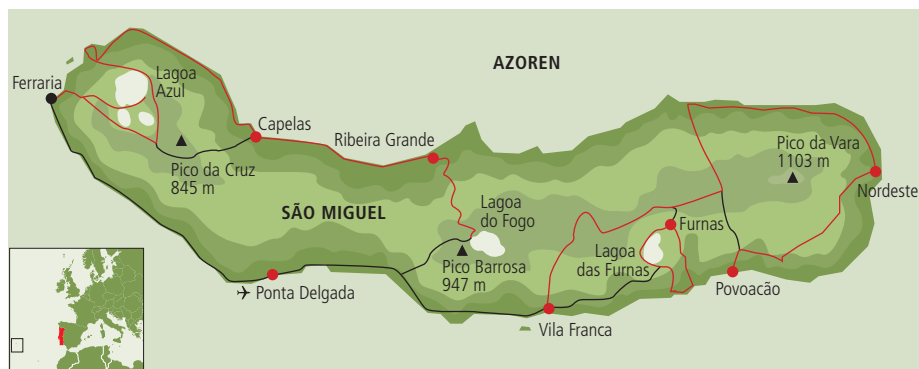 AZOREN
Ferraria
Lagoa
Azul
Capelas
Ribeira Grande
Pico da Cruz
845 m
SÃO MIGUEL
Lagoa
do Fogo
Pico da Vara
1103 m
Nordeste
Furnas
Lagoa
das Furnas
Pico Barrosa
947 m
Povoacão
Ponta Delgada
Vila Franca